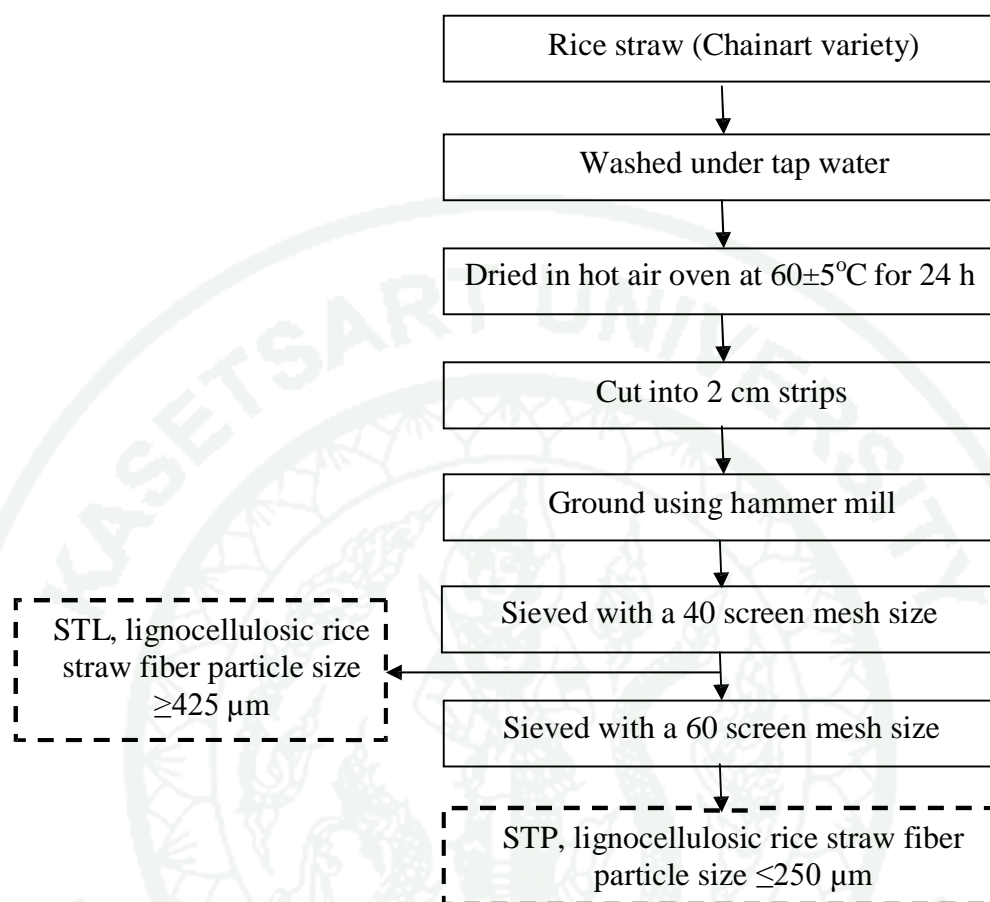 Rice straw (Chainart variety)
Washed under tap water
Dried in hot air oven at 60±5°C for 24 h
Cut into 2 cm strips
Ground using hammer mill
Sieved with a 40 screen mesh size
STL, lignocellulosic rice
straw fiber particle size
≥425 µm
Sieved with a 60 screen mesh size
STP, lignocellulosic rice straw fiber
particle size ≤250 µm
KASETSART UNIVERSITY